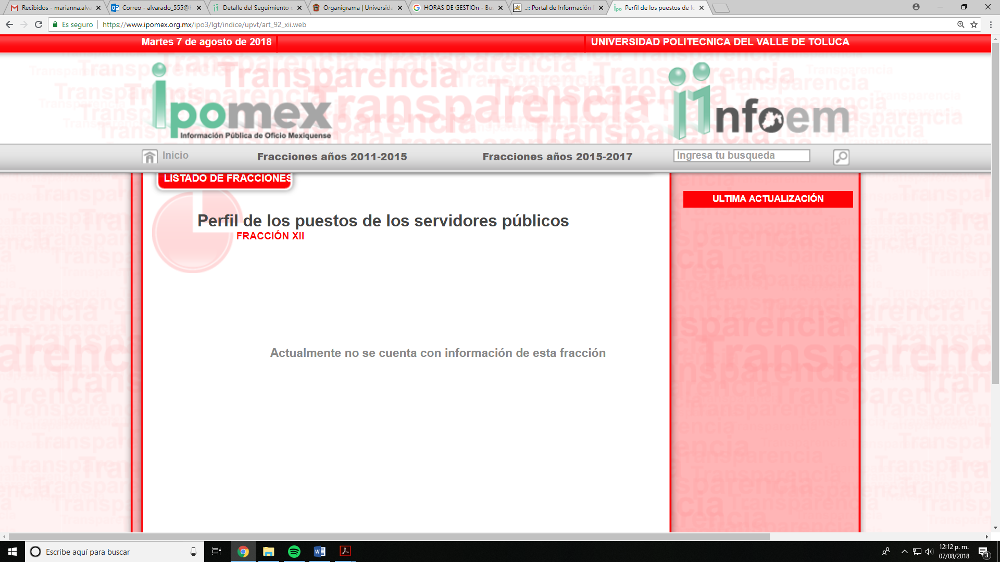 Recibidos - marianna.alva
Correo - alvarado_555@h
Detalle del Seguimiento d
Organigrama | Universida
HORAS DE GESTIOn - Bu
..:: Portal de Información
Perfil de los puestos de lo
Es seguro
https://www.ipomex.org.mx/ipo3/lgt/indice/upvt/art_92_xii.web
Martes 7 de agosto de 2018
UNIVERSIDAD POLITECNICA DEL VALLE DE TOLUCA
Transparencia
ipomex
Información Pública de Oficio Mexiquense
infoem
Inicio
Fracciones años 2011-2015
Fracciones años 2015-2017
Ingresa tu busqueda
LISTADO DE FRACCIONES
ULTIMA ACTUALIZACIÓN
Perfil de los puestos de los servidores públicos
FRACCIÓN XII
Actualmente no se cuenta con información de esta fracción
Escribe aquí para buscar
12:12 p. m.
07/08/2018
3